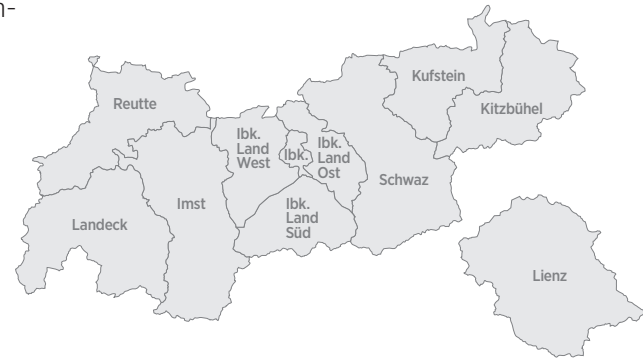 n-
Kufstein
Reutte
Kitzbühel
Ibk.
Land
West
Ibk.
Ibk.
Land
Ost
Schwaz
Imst
Ibk.
Land
Süd
Landeck
Lienz